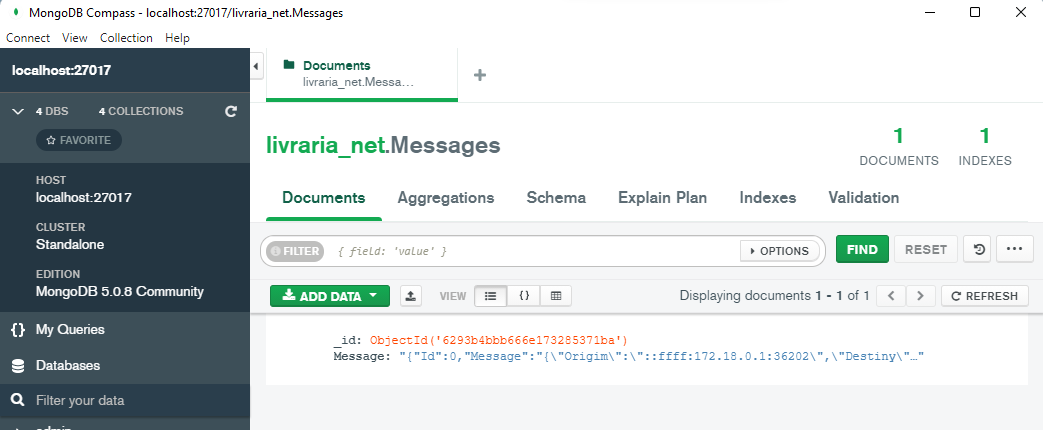 MongoDB Compass - localhost:27017/livraria_net.Messages
Connect View Collection Help
localhost:27017
4 DBS 4 COLLECTIONS
FAVORITE
HOST
localhost:27017
CLUSTER
Standalone
EDITION
MongoDB 5.0.8 Community
{} My Queries
Databases
Filter your data
admin
Documents
livraria_net.Messa...
+
livraria_net.Messages
1 DOCUMENTS
1 INDEXES
Documents Aggregations Schema Explain Plan Indexes Validation
FILTER { field: 'value' } OPTIONS FIND RESET ...
ADD DATA VIEW {} Displaying documents 1 - 1 of 1 < > REFRESH
_id: ObjectId('6293b4bbb666e173285371ba')
Message: "{"Id":0,"Message":"{\"Origim\":\"::ffff:172.18.0.1:36202\",\"Destiny\"…"